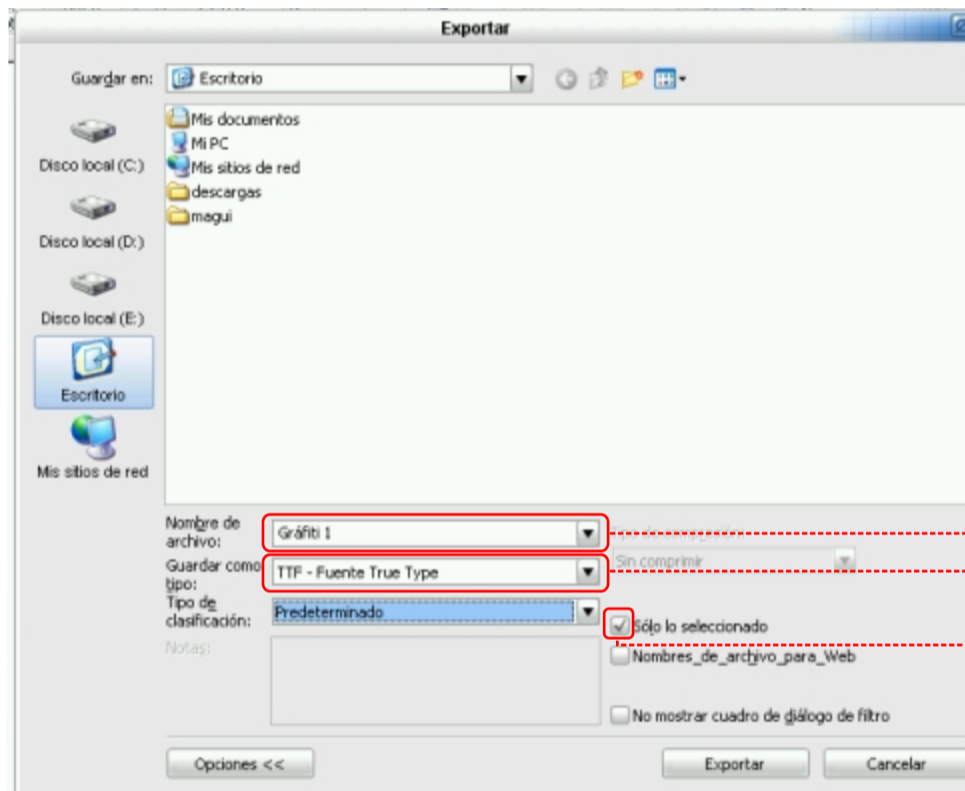 Exportar
Guardar en:
Escritorio
Mis documentos
Mi PC
Mis sitios de red
descargas
magui
Disco local (C:)
Disco local (D:)
Disco local (E:)
Escritorio
Mis sitios de red
Nombre de
archivo:
Gráfiti 1
Tipo de compresión:
Guardar como
tipo:
TTF - Fuente True Type
Sin comprimir
Tipo de
clasificación:
Predeterminado
Sólo lo seleccionado
Notas:
Nombres_de_archivo_para_Web
No mostrar cuadro de diálogo de filtro
Opciones <<
Exportar
Cancelar